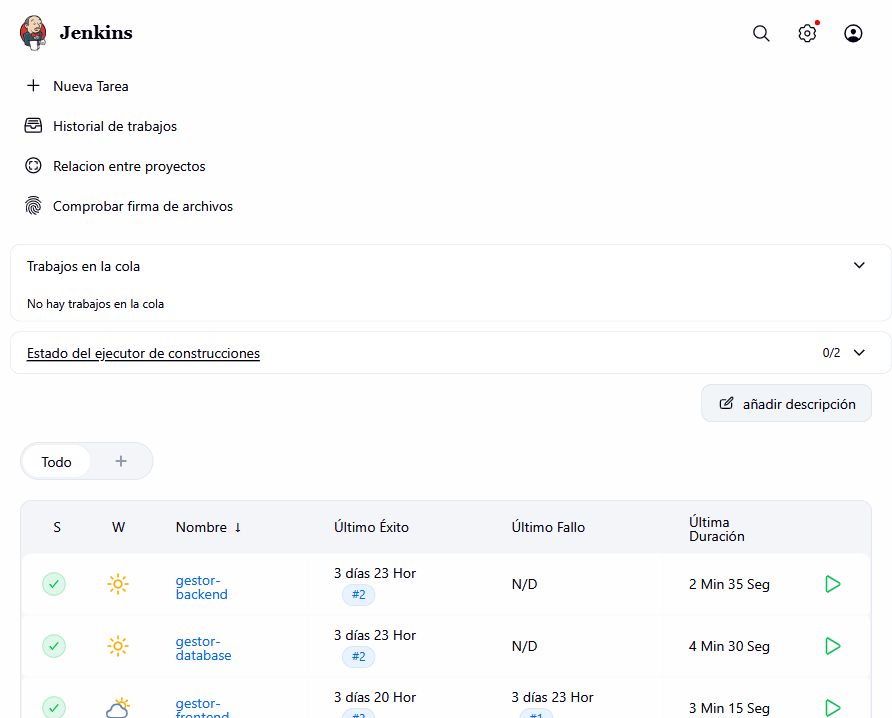 Jenkins
Nueva Tarea
Historial de trabajos
Relacion entre proyectos
Comprobar firma de archivos
Trabajos en la cola
No hay trabajos en la cola
Estado del ejecutor de construcciones 0/2
añadir descripción
Todo +
S W Nombre ↓ Último Éxito Último Fallo Última Duración
gestor-backend 3 días 23 Hor #2 N/D 2 Min 35 Seg
gestor-database 3 días 23 Hor #2 N/D 4 Min 30 Seg
gestor-frontend 3 días 20 Hor #2 3 días 23 Hor #1 3 Min 15 Seg